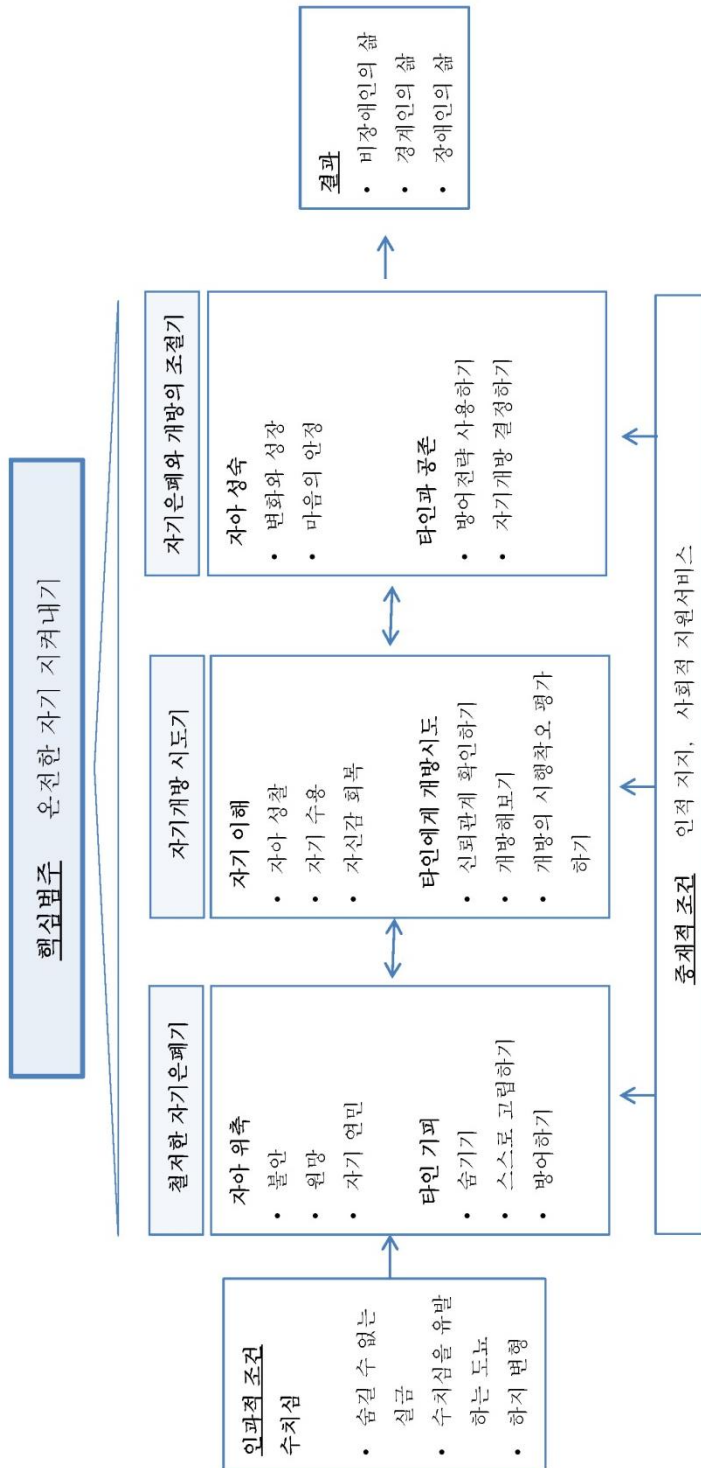 핵심범주 온전한 자기 지켜내기
인과적 조건
수치심
• 숨길 수 없는
실금
• 수치심을 유발
하는 도뇨
• 하지 변형
철저한 자기은폐기
자아 위축
• 불안
• 원망
• 자기 연민
타인 기피
• 숨기기
• 스스로 고립하기
• 방어하기
자기개방 시도기
자기 이해
• 자아 성찰
• 자기 수용
• 자신감 회복
타인에게 개방시도
• 신뢰관계 확인하기
• 개방해보기
• 개방의 시행착오 평가
하기
자기은폐와 개방의 조절기
자아 성숙
• 변화와 성장
• 마음의 안정
타인과 공존
• 방어전략 사용하기
• 자기개방 결정하기
결과
• 비장애인의 삶
• 경계인의 삶
• 장애인의 삶
중재적 조건 인적 지지, 사회적 지원서비스